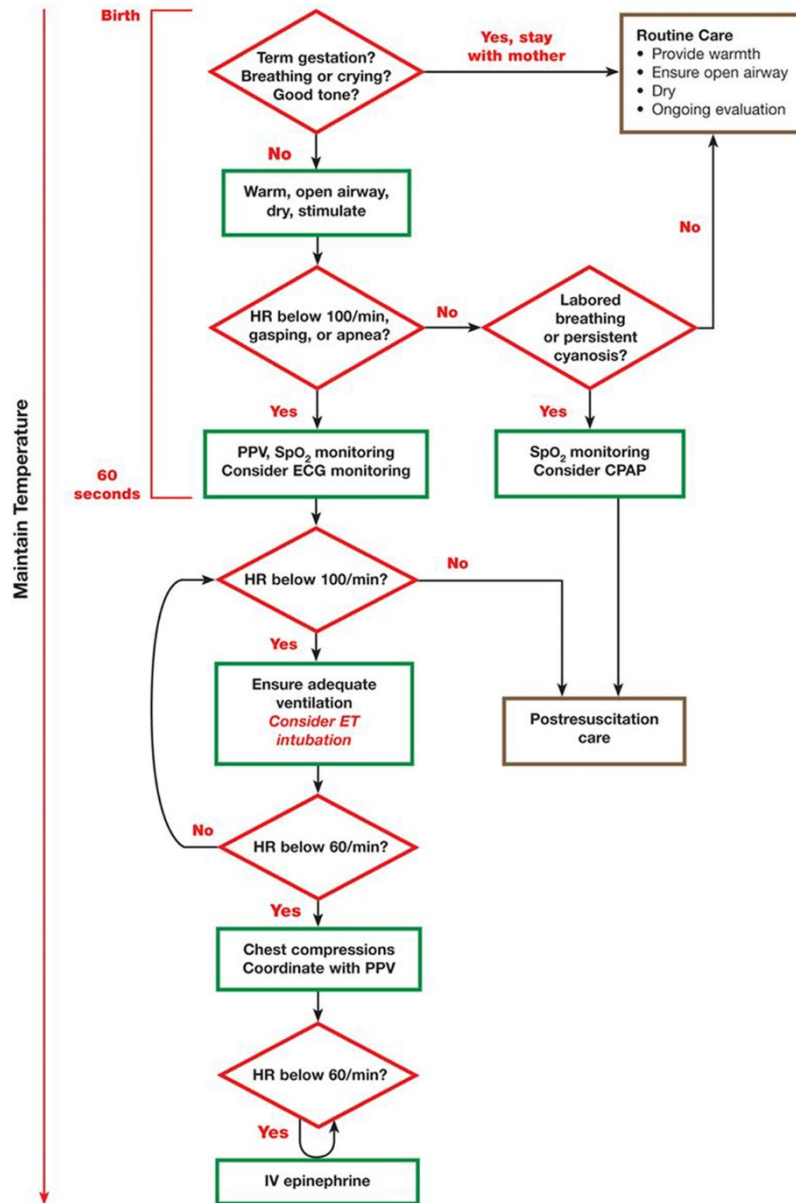 Birth
Term gestation?
Breathing or crying?
Good tone?
Yes, stay
with mother
Routine Care
• Provide warmth
• Ensure open airway
• Dry
• Ongoing evaluation
No
Warm, open airway,
dry, stimulate
HR below 100/min,
gasping, or apnea?
No
Labored
breathing
or persistent
cyanosis?
No
Yes
Yes
PPV, SpO₂ monitoring
Consider ECG monitoring
SpO₂ monitoring
Consider CPAP
60
seconds
Maintain Temperature
HR below 100/min?
No
Yes
Ensure adequate
ventilation
Consider ET
intubation
Postresuscitation
care
No
HR below 60/min?
Yes
Chest compressions
Coordinate with PPV
HR below 60/min?
Yes
IV epinephrine